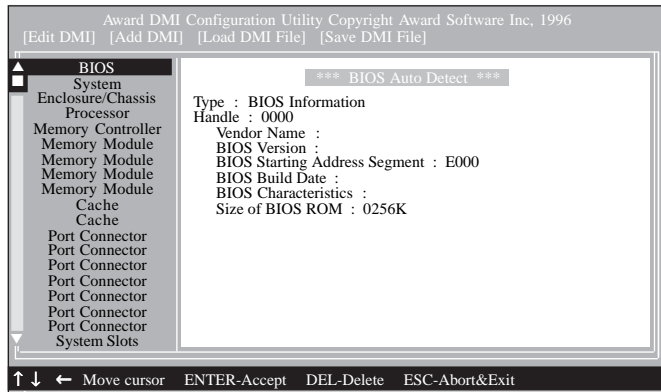 Award DMI Configuration Utility Copyright Award Software Inc, 1996
[Edit DMI] [Add DMI] [Load DMI File] [Save DMI File]
BIOS
System
Enclosure/Chassis
Processor
Memory Controller
Memory Module
Memory Module
Memory Module
Memory Module
Cache
Cache
Port Connector
Port Connector
Port Connector
Port Connector
Port Connector
Port Connector
Port Connector
System Slots
*** BIOS Auto Detect ***
Type : BIOS Information
Handle : 0000
Vendor Name :
BIOS Version :
BIOS Starting Address Segment : E000
BIOS Build Date :
BIOS Characteristics :
Size of BIOS ROM : 0256K
↑↓ ← Move cursor ENTER-Accept DEL-Delete ESC-Abort&Exit